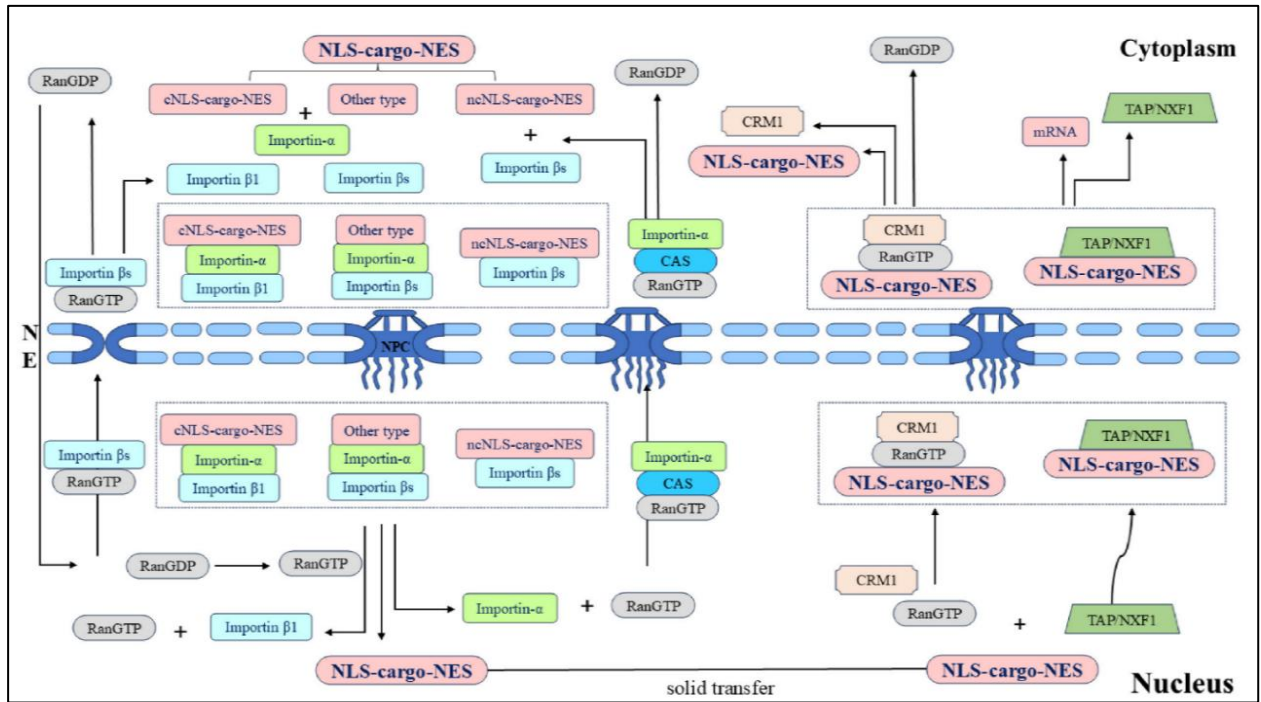 NLS-cargo-NES
Cytoplasm
RanGDP
RanGDP
RanGDP
cNLS-cargo-NES
Other type
ncNLS-cargo-NES
+
Importin-α
+
Importin β1
Importin βs
Importin βs
CRM1
NLS-cargo-NES
mRNA
TAP/NXF1
Importin βs
RanGTP
cNLS-cargo-NES
Importin-α
Importin β1
Other type
Importin-α
Importin βs
ncNLS-cargo-NES
Importin βs
Importin-α
CAS
RanGTP
CRM1
RanGTP
NLS-cargo-NES
TAP/NXF1
NLS-cargo-NES
N
E
NPC
Importin βs
RanGTP
cNLS-cargo-NES
Importin-α
Importin β1
Other type
Importin-α
Importin βs
ncNLS-cargo-NES
Importin βs
Importin-α
CAS
RanGTP
CRM1
RanGTP
NLS-cargo-NES
TAP/NXF1
NLS-cargo-NES
RanGDP
RanGTP
RanGTP
+
Importin β1
Importin-α
+
RanGTP
CRM1
RanGTP
+
TAP/NXF1
NLS-cargo-NES
solid transfer
NLS-cargo-NES
Nucleus